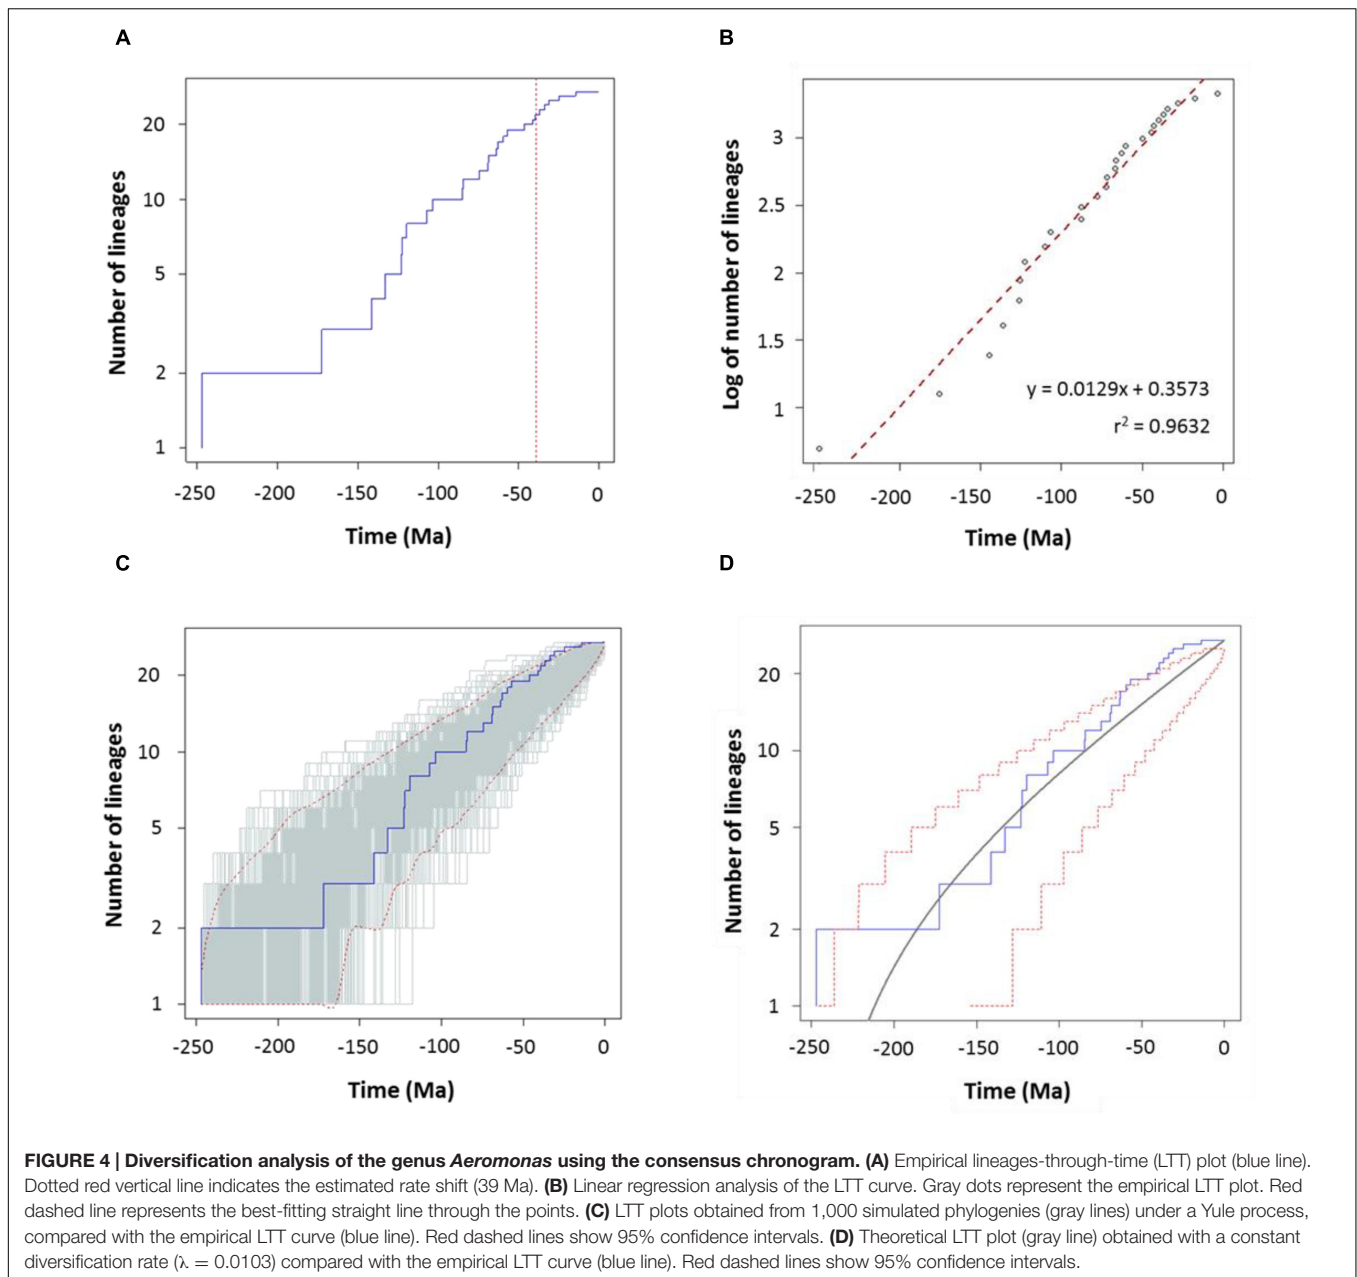 A
B
Number of lineages
20
10
5
2
1
-250 -200 -150 -100 -50 0
Time (Ma)
Log of number of lineages
3
2.5
2
1.5
1
y = 0.0129x + 0.3573
r² = 0.9632
-250 -200 -150 -100 -50 0
Time (Ma)
C
D
Number of lineages
20
10
5
2
1
-250 -200 -150 -100 -50 0
Time (Ma)
Number of lineages
20
10
5
2
1
-250 -200 -150 -100 -50 0
Time (Ma)
FIGURE 4 | Diversification analysis of the genus Aeromonas using the consensus chronogram. (A) Empirical lineages-through-time (LTT) plot (blue line).
Dotted red vertical line indicates the estimated rate shift (39 Ma). (B) Linear regression analysis of the LTT curve. Gray dots represent the empirical LTT plot. Red
dashed line represents the best-fitting straight line through the points. (C) LTT plots obtained from 1,000 simulated phylogenies (gray lines) under a Yule process,
compared with the empirical LTT curve (blue line). Red dashed lines show 95% confidence intervals. (D) Theoretical LTT plot (gray line) obtained with a constant
diversification rate (λ = 0.0103) compared with the empirical LTT curve (blue line). Red dashed lines show 95% confidence intervals.